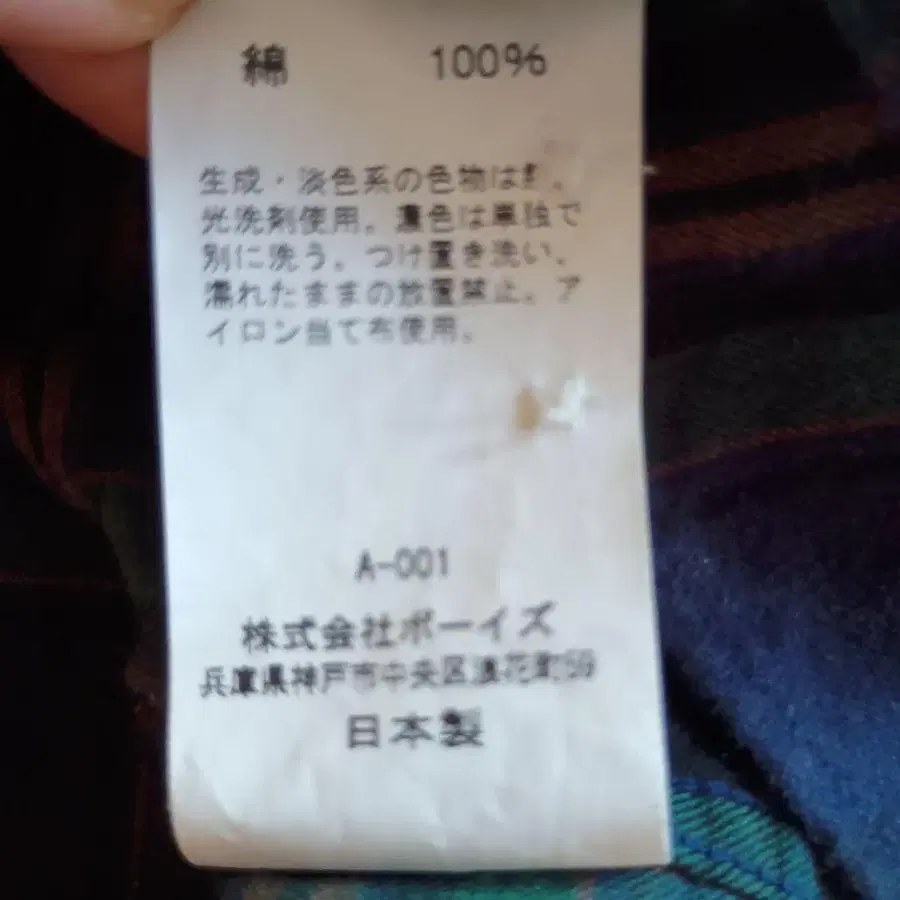 綿 100%
生成・淡色系の色物は無、
光洗剤使用。濃色は単独で
別に洗う。つけ置き洗い、
濡れたままの放置禁止。ア
イロン当て布使用。
A-001
株式会社ボーイズ
兵庫県神戸市中央区浪花町59
日本製